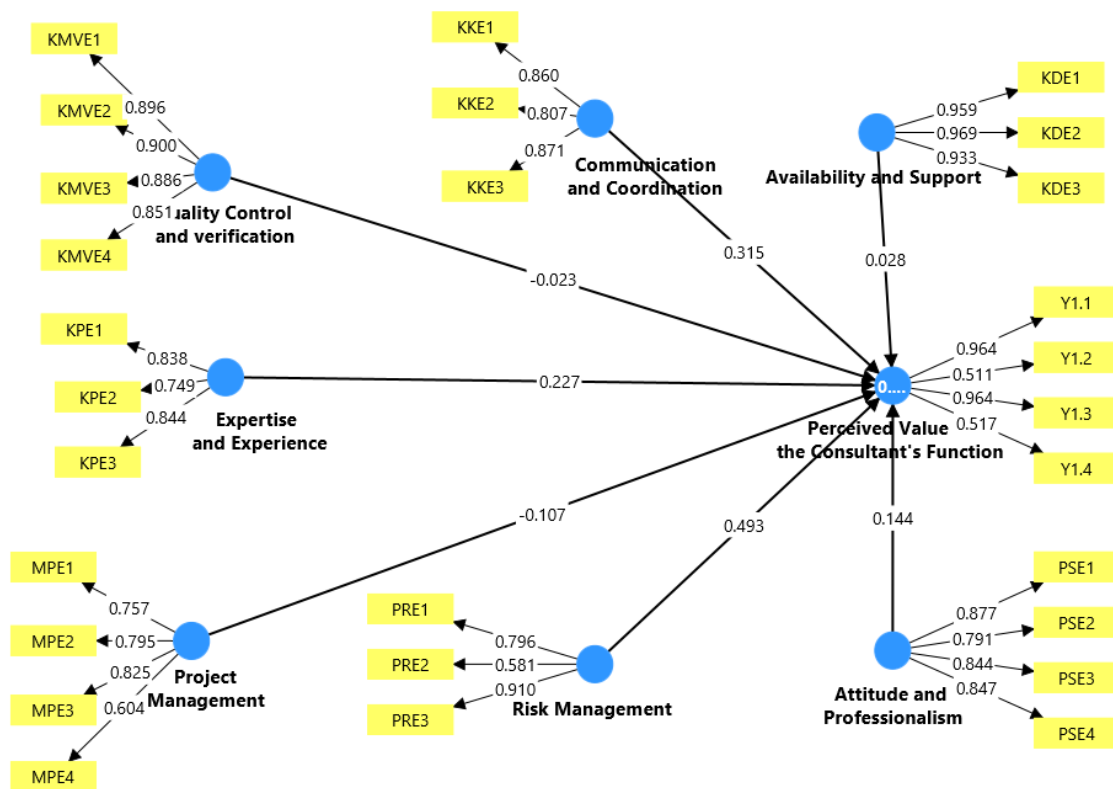 KMVE1
KMVE2
KMVE3
KMVE4
0.896
0.900
0.886
0.851
uality Control
and verification
KKE1
KKE2
KKE3
0.860
0.807
0.871
Communication
and Coordination
KDE1
KDE2
KDE3
0.959
0.969
0.933
Availability and Support
-0.023
0.315
0.028
KPE1
KPE2
KPE3
0.838
0.749
0.844
Expertise
and Experience
0.227
0....
Perceived Value
the Consultant's Function
Y1.1
Y1.2
Y1.3
Y1.4
0.964
0.511
0.964
0.517
-0.107
0.493
0.144
MPE1
MPE2
MPE3
MPE4
0.757
0.795
0.825
0.604
Project
Management
PRE1
PRE2
PRE3
0.796
0.581
0.910
Risk Management
PSE1
PSE2
PSE3
PSE4
0.877
0.791
0.844
0.847
Attitude and
Professionalism